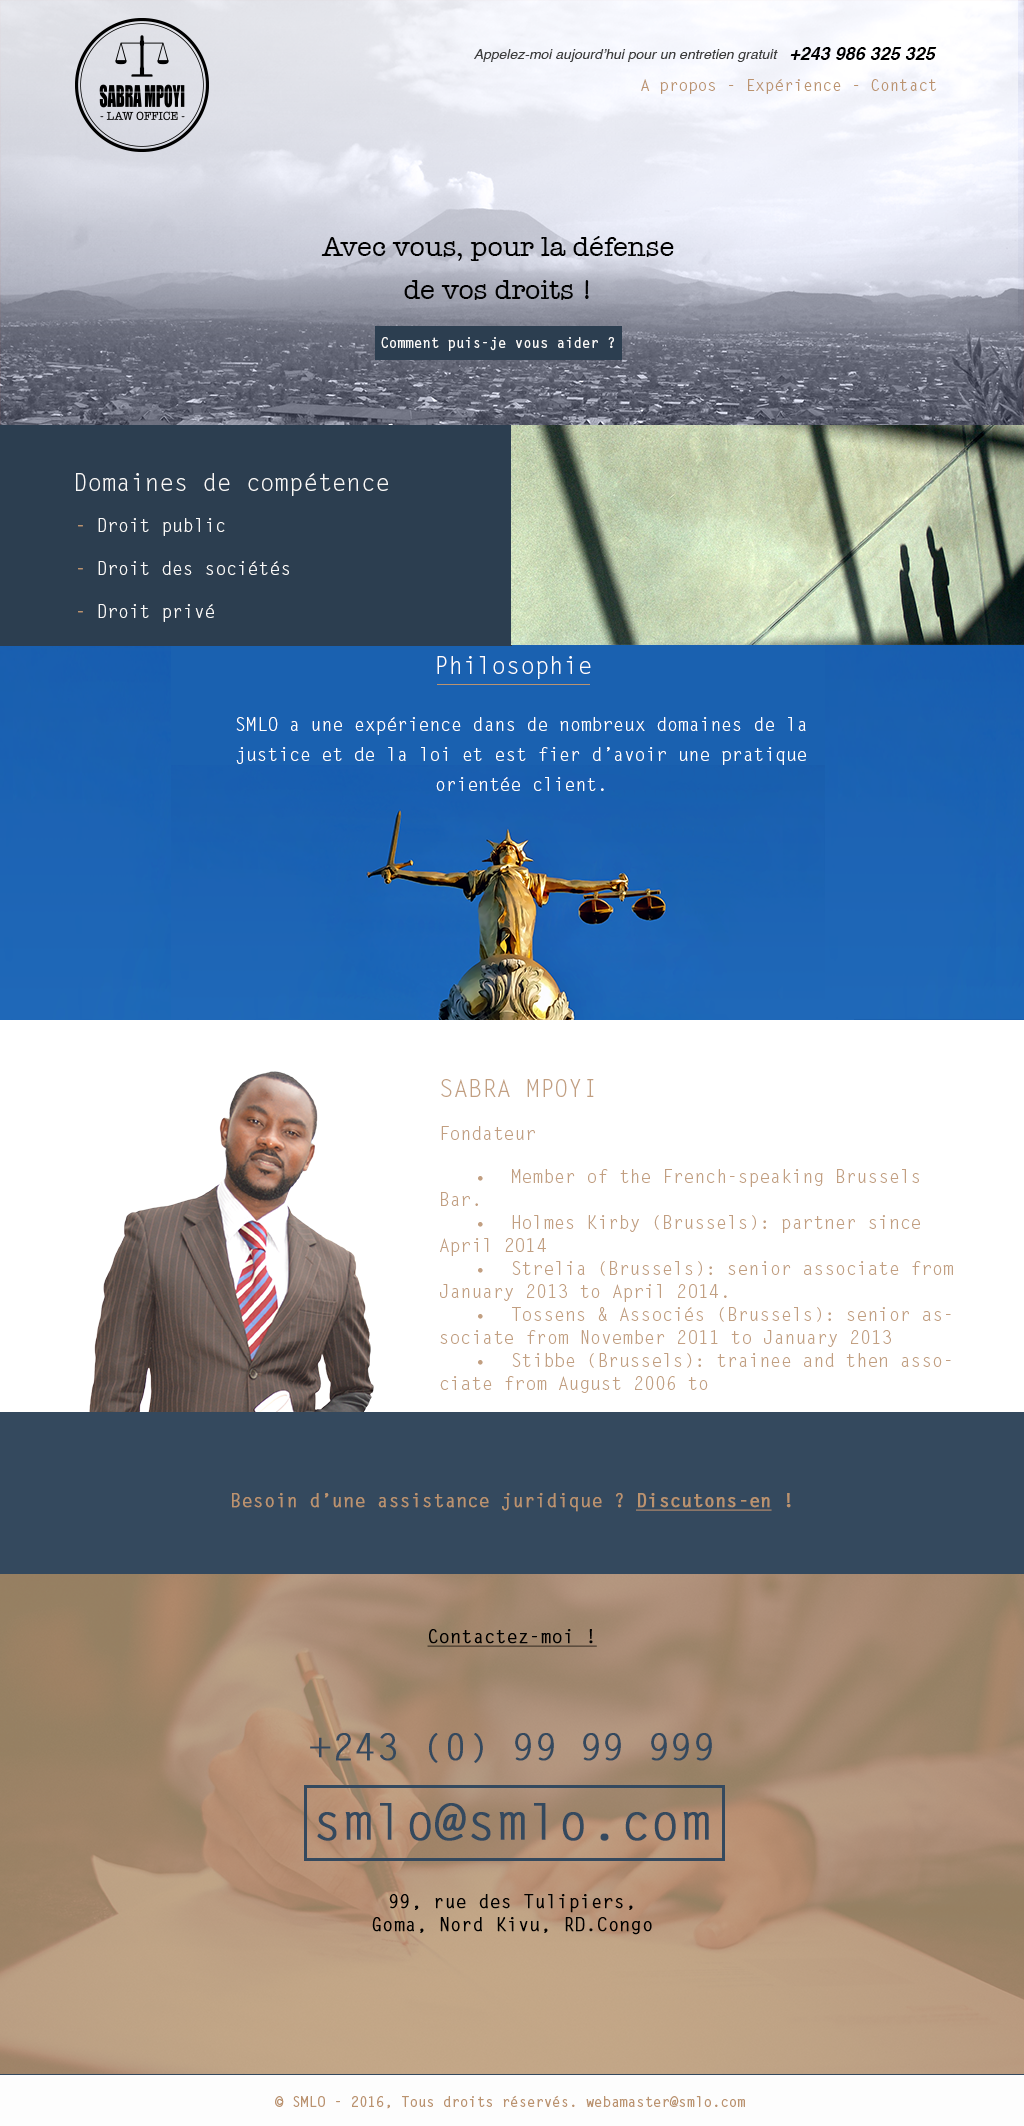 SABRA MPOYI
- LAW OFFICE -
Appelez-moi aujourd'hui pour un entretien gratuit +243 986 325 325
A propos - Expérience - Contact
Avec vous, pour la défense
de vos droits !
Comment puis-je vous aider ?
Domaines de compétence
- Droit public
- Droit des sociétés
- Droit privé
Philosophie
SMLO a une expérience dans de nombreux domaines de la
justice et de la loi et est fier d'avoir une pratique
orientée client.
SABRA MPOYI
Fondateur
• Member of the French-speaking Brussels
Bar.
• Holmes Kirby (Brussels): partner since
April 2014
• Strelia (Brussels): senior associate from
January 2013 to April 2014.
• Tossens & Associés (Brussels): senior as-
sociate from November 2011 to January 2013
• Stibbe (Brussels): trainee and then asso-
ciate from August 2006 to
Besoin d'une assistance juridique ? Discutons-en !
Contactez-moi !
+243 (0) 99 99 999
smlo@smlo.com
99, rue des Tulipiers,
Goma, Nord Kivu, RD.Congo
© SMLO - 2016, Tous droits réservés. webamaster@smlo.com